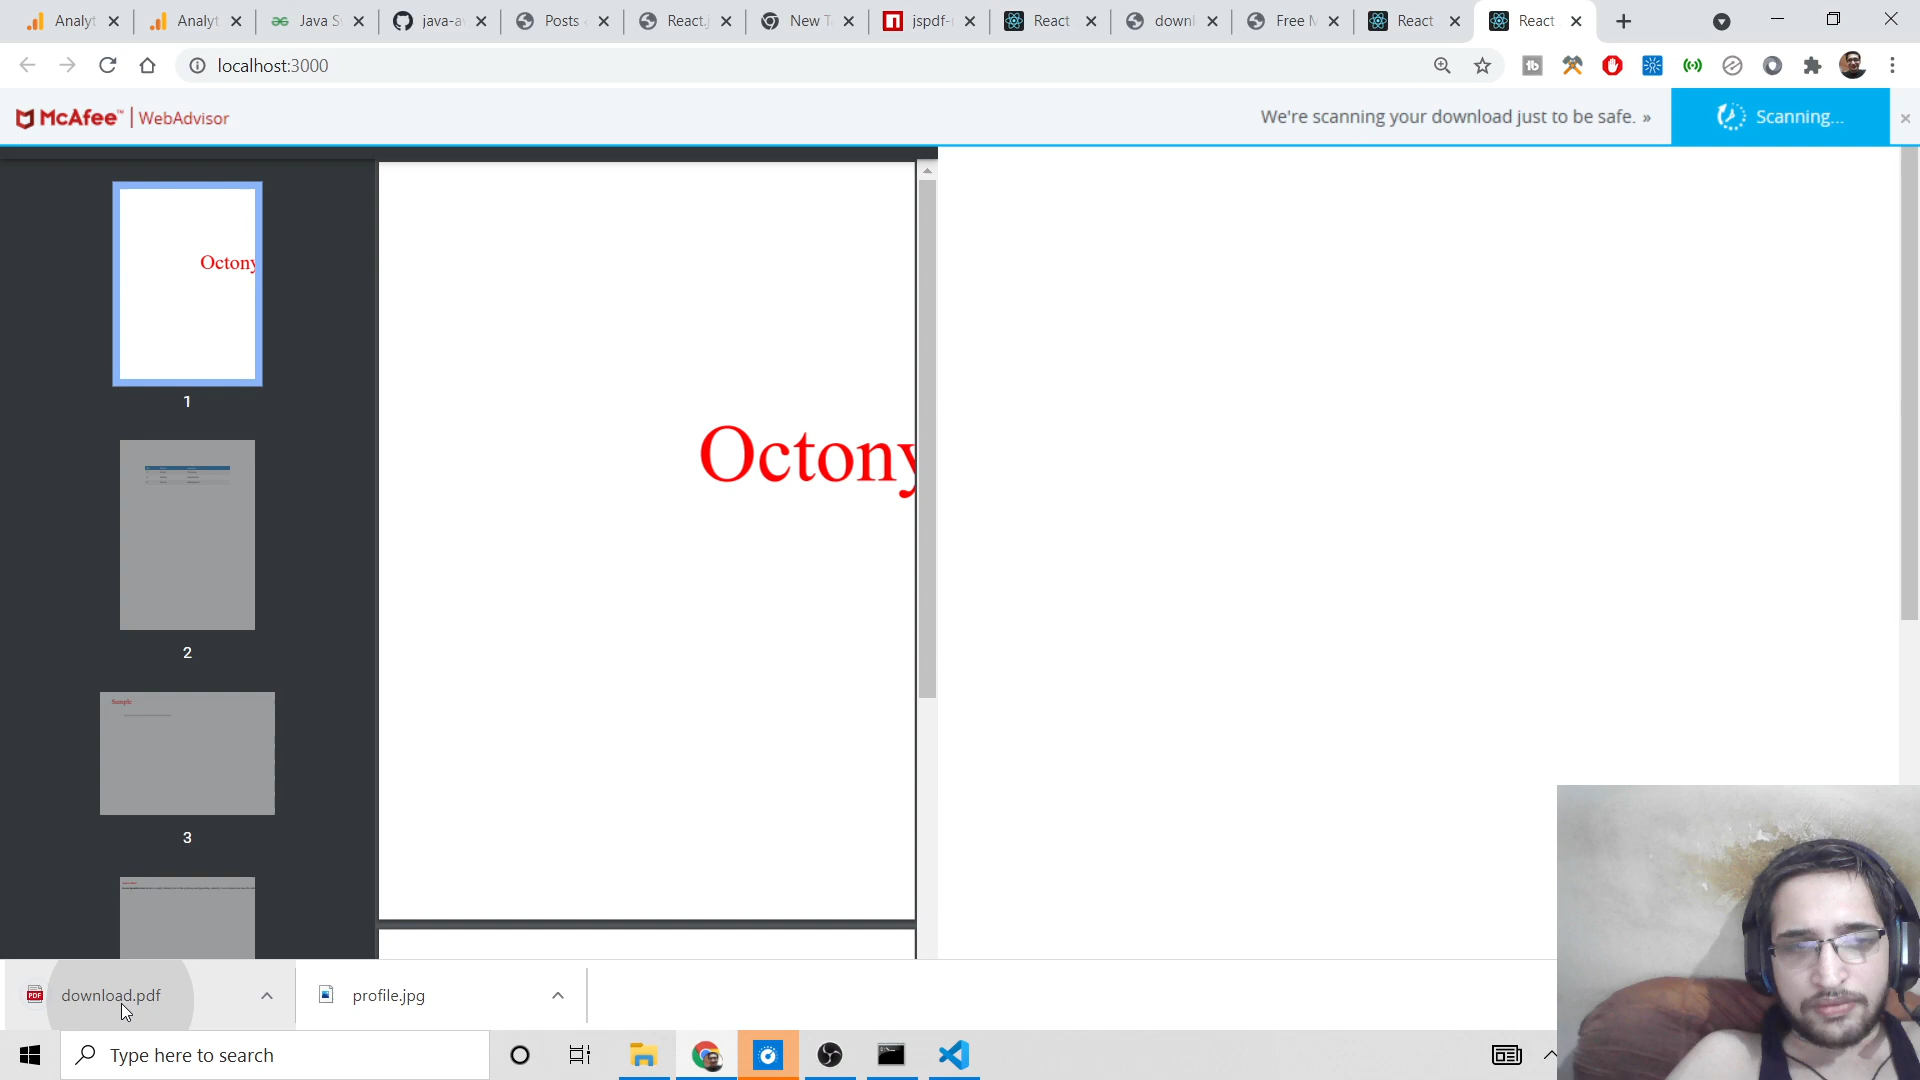 Analyt
Analyt
Java S
java-a
Posts
React.j
New T
jspdf-
React
downl
Free M
React
React
localhost:3000
McAfee™ | WebAdvisor
We're scanning your download just to be safe. »
Scanning...
Octony
1
2
Sample
3
Octony
download.pdf
profile.jpg
Type here to search